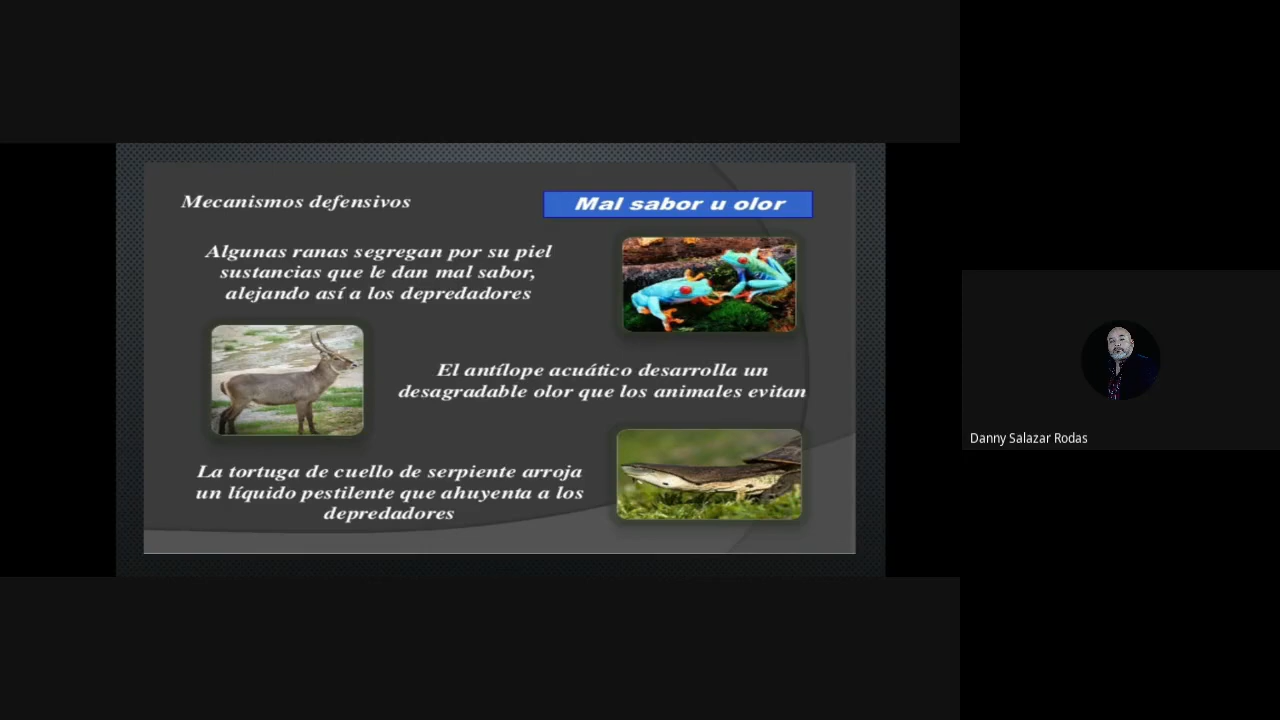 Mecanismos defensivos
Mal sabor u olor
Algunas ranas segregan por su piel
sustancias que le dan mal sabor,
alejando así a los depredadores
El antílope acuático desarrolla un
desagradable olor que los animales evitan
La tortuga de cuello de serpiente arroja
un líquido pestilente que ahuyenta a los
depredadores
Danny Salazar Rodas